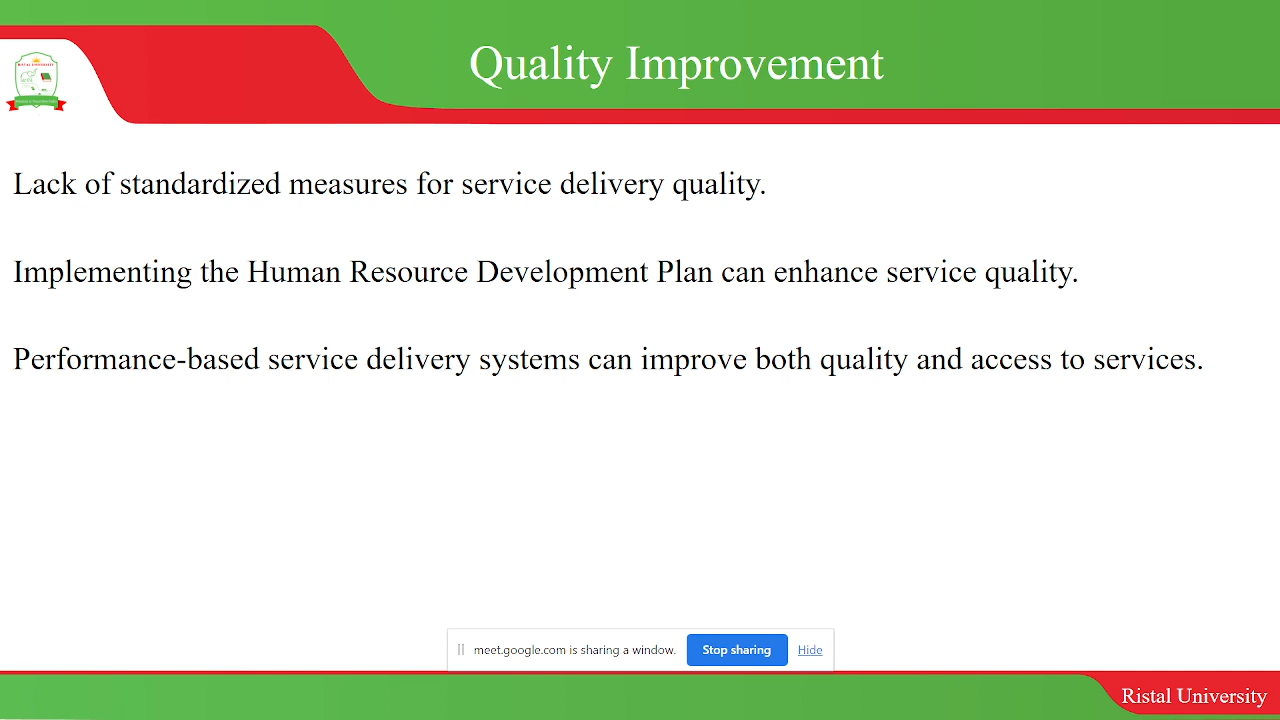 Quality Improvement
RISTAL UNIVERSITY
Lack of standardized measures for service delivery quality.
Implementing the Human Resource Development Plan can enhance service quality.
Performance-based service delivery systems can improve both quality and access to services.
meet.google.com is sharing a window. Stop sharing Hide
Ristal University